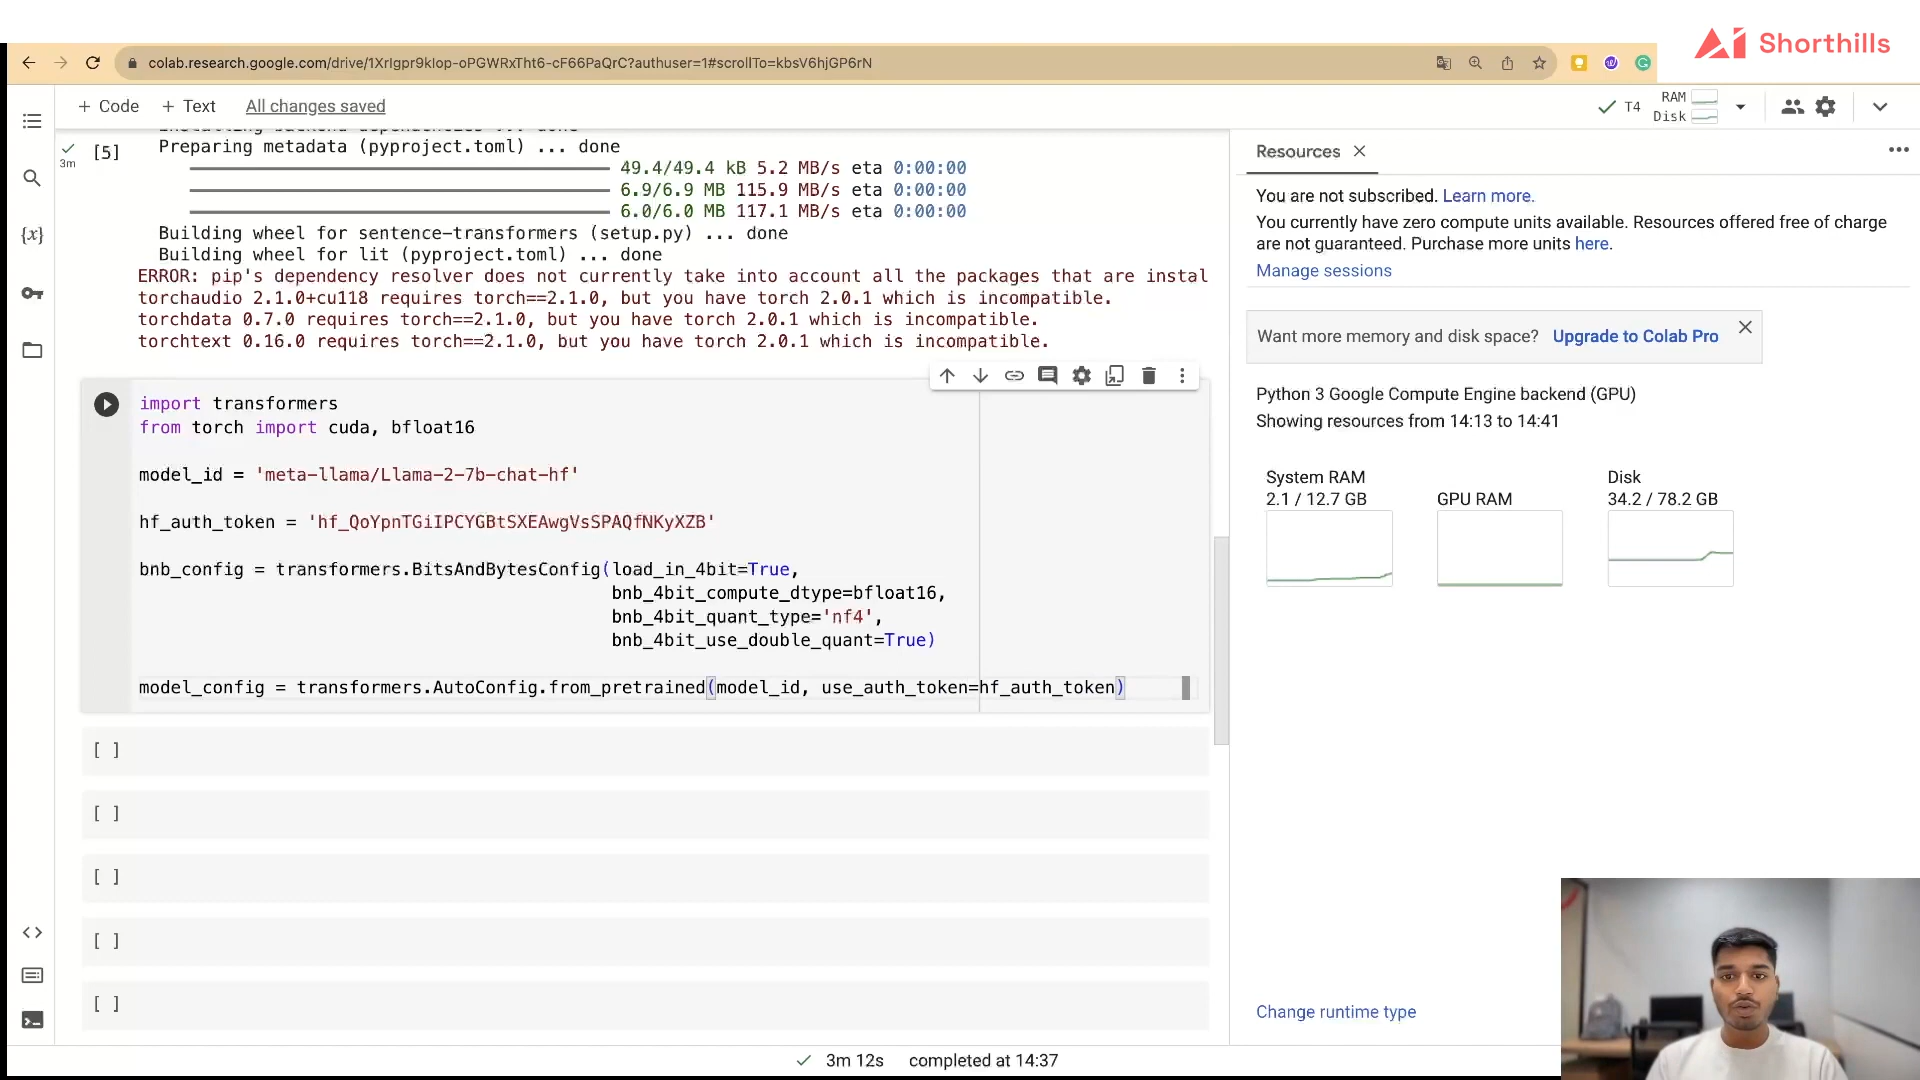 Shorthills
colab.research.google.com/drive/1XrIgpr9klop-oPGWRxTht6-cF66PaQrC?authuser=1#scrollTo=kbsV6hjGP6rN
+ Code + Text All changes saved
T4 RAM
Disk
Preparing metadata (pyproject.toml) ... done
[5]
3m
49.4/49.4 kB 5.2 MB/s eta 0:00:00
6.9/6.9 MB 115.9 MB/s eta 0:00:00
6.0/6.0 MB 117.1 MB/s eta 0:00:00
Building wheel for sentence-transformers (setup.py) ... done
Building wheel for lit (pyproject.toml) ... done
ERROR: pip's dependency resolver does not currently take into account all the packages that are instal
torchaudio 2.1.0+cu118 requires torch==2.1.0, but you have torch 2.0.1 which is incompatible.
torchdata 0.7.0 requires torch==2.1.0, but you have torch 2.0.1 which is incompatible.
torchtext 0.16.0 requires torch==2.1.0, but you have torch 2.0.1 which is incompatible.
import transformers
from torch import cuda, bfloat16
model_id = 'meta-llama/Llama-2-7b-chat-hf'
hf_auth_token = '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'
bnb_config = transformers.BitsAndBytesConfig(load_in_4bit=True,
bnb_4bit_compute_dtype=bfloat16,
bnb_4bit_quant_type='nf4',
bnb_4bit_use_double_quant=True)
model_config = transformers.AutoConfig.from_pretrained(model_id, use_auth_token=hf_auth_token)
[ ]
[ ]
[ ]
[ ]
[ ]
Resources
You are not subscribed. Learn more.
You currently have zero compute units available. Resources offered free of charge
are not guaranteed. Purchase more units here.
Manage sessions
Want more memory and disk space? Upgrade to Colab Pro
Python 3 Google Compute Engine backend (GPU)
Showing resources from 14:13 to 14:41
System RAM
2.1 / 12.7 GB
GPU RAM
Disk
34.2 / 78.2 GB
Change runtime type
3m 12s completed at 14:37